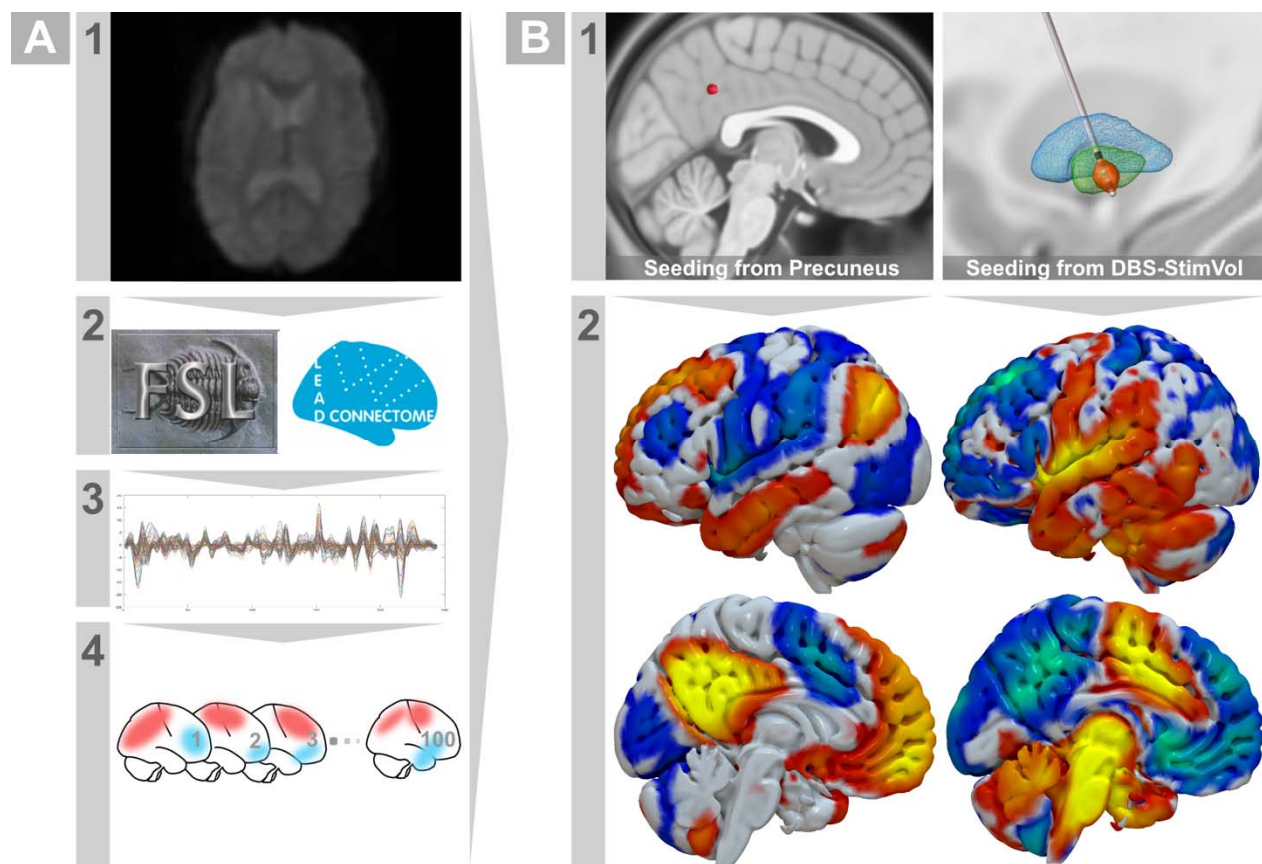 A
1
2
FSL
LEAD CONNECTOME
3
4
1
2
3
100
B
1
Seeding from Precuneus
Seeding from DBS-StimVol
2